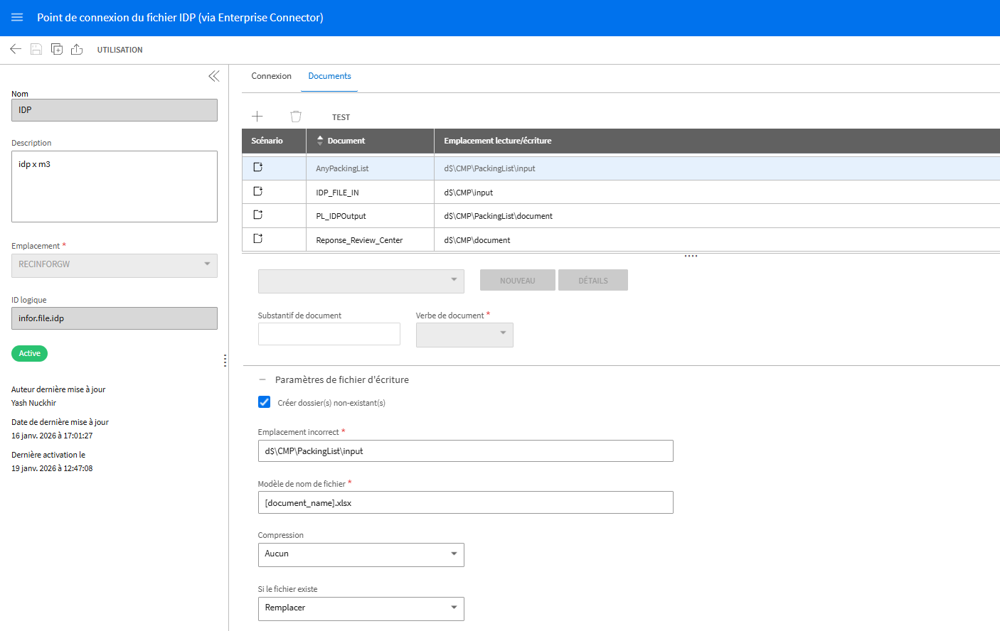 Point de connexion du fichier IDP (via Enterprise Connector)
UTILISATION
Nom
IDP
Description
idp x m3
Emplacement *
RECINFORGW
ID logique
infor.file.idp
Active
Auteur dernière mise à jour
Yash Nuckhir
Date de dernière mise à jour
16 janv. 2026 à 17:01:27
Dernière activation le
19 janv. 2026 à 12:47:08
Connexion Documents
TEST
Scénario Document Emplacement lecture/écriture
AnyPackingList d$\CMP\PackingList\input
IDP_FILE_IN d$\CMP\input
PL_IDPOutput d$\CMP\PackingList\document
Reponse_Review_Center d$\CMP\document
NOUVEAU DÉTAILS
Substantif de document Verbe de document *
Paramètres de fichier d'écriture
Créer dossier(s) non-existant(s)
Emplacement incorrect *
d$\CMP\PackingList\input
Modèle de nom de fichier *
[document_name].xlsx
Compression
Aucun
Si le fichier existe
Remplacer